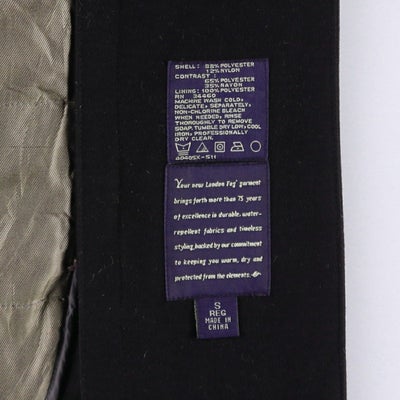 SHELL: 88% POLYESTER
12% NYLON
CONTRAST:
65% POLYESTER
35% RAYON
LINING: 100% POLYESTER
RN 34460
MACHINE WASH COLD,
DELICATE, SEPARATELY,
NON-CHLORINE BLEACH
WHEN NEEDED, RINSE
THOROUGHLY TO REMOVE
SOAP, TUMBLE DRY LOW, COOL
IRON, PROFESSIONALLY
DRY CLEAN.
Your new London Fog® garment
brings forth more than 75 years
of excellence in durable, water-
repellent fabrics and timeless
styling, backed by our commitment
to keeping you warm, dry and
protected from the elements.
S
REG
MADE IN
CHINA